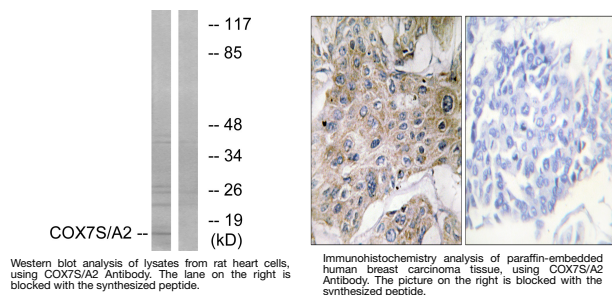 -- 117
-- 85
-- 48
-- 34
-- 26
-- 19
COX7S/A2 --
(kD)
Western blot analysis of lysates from rat heart cells,
using COX7S/A2 Antibody. The lane on the right is
blocked with the synthesized peptide.
Immunohistochemistry analysis of paraffin-embedded
human breast carcinoma tissue, using COX7S/A2
Antibody. The picture on the right is blocked with the
synthesized peptide.